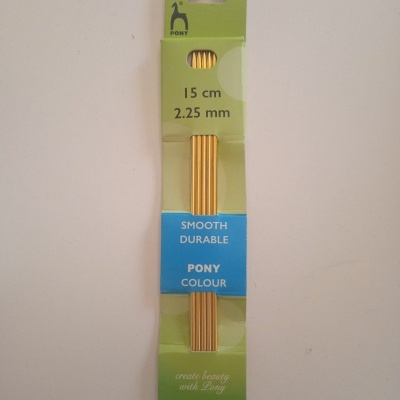 PONY
15 cm
2.25 mm
SMOOTH
DURABLE
PONY
COLOUR
create beauty
with Pony